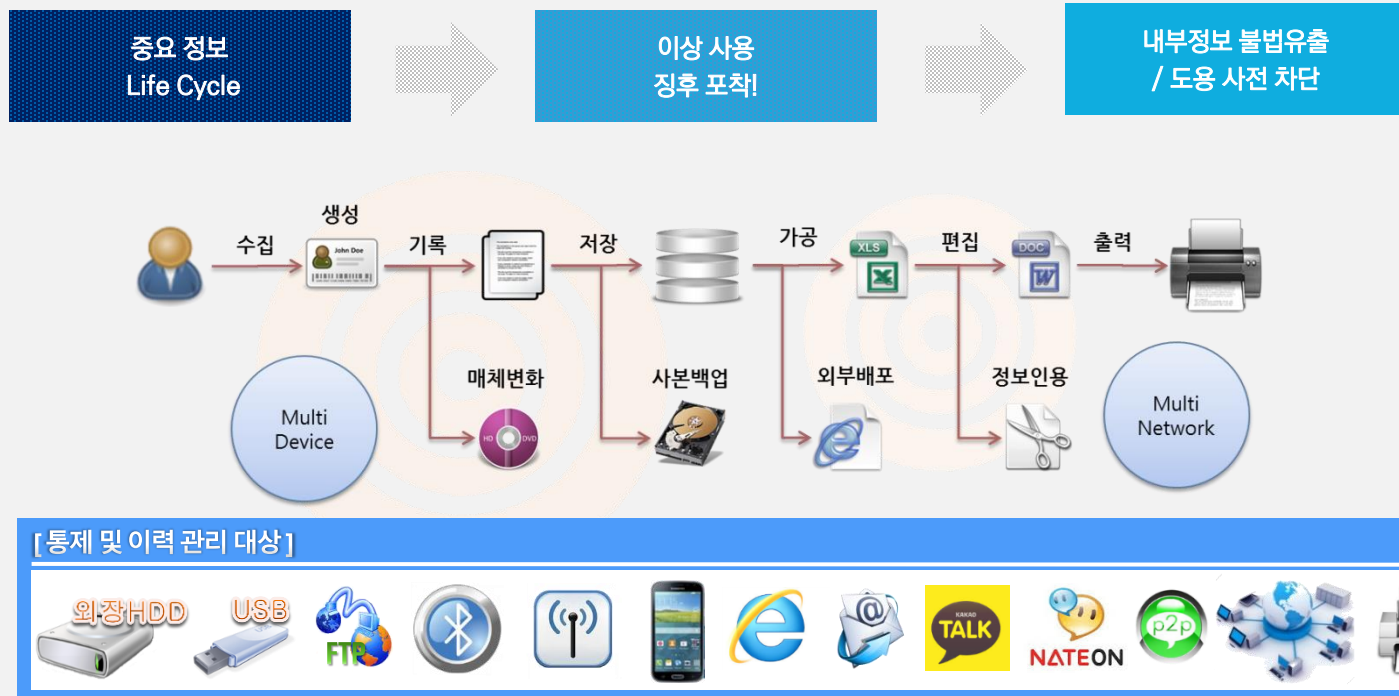 중요 정보
Life Cycle
이상 사용
징후 포착!
내부정보 불법유출
/ 도용 사전 차단
생성
수집
기록
저장
가공
편집
출력
John Doe
XLS
DOC
매체변화
사본백업
외부배포
정보인용
HD
DVD
Multi
Device
Multi
Network
[통제 및 이력 관리 대상]
외장HDD
USB
FTP
@
KAKAO
TALK
NATEON
p2p